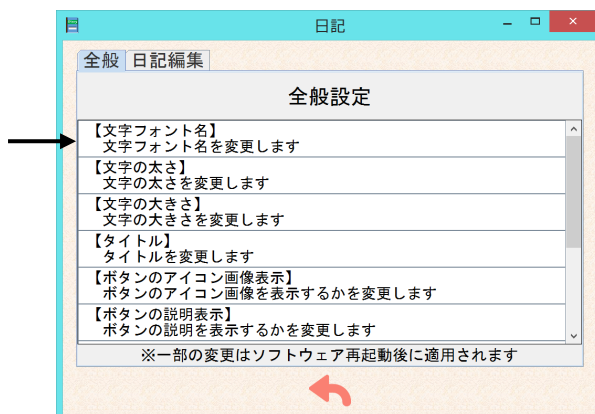 日記
全般 日記編集
全般設定
【文字フォント名】
文字フォント名を変更します
【文字の太さ】
文字の太さを変更します
【文字の大きさ】
文字の大きさを変更します
【タイトル】
タイトルを変更します
【ボタンのアイコン画像表示】
ボタンのアイコン画像を表示するかを変更します
【ボタンの説明表示】
ボタンの説明を表示するかを変更します
※一部の変更はソフトウェア再起動後に適用されます